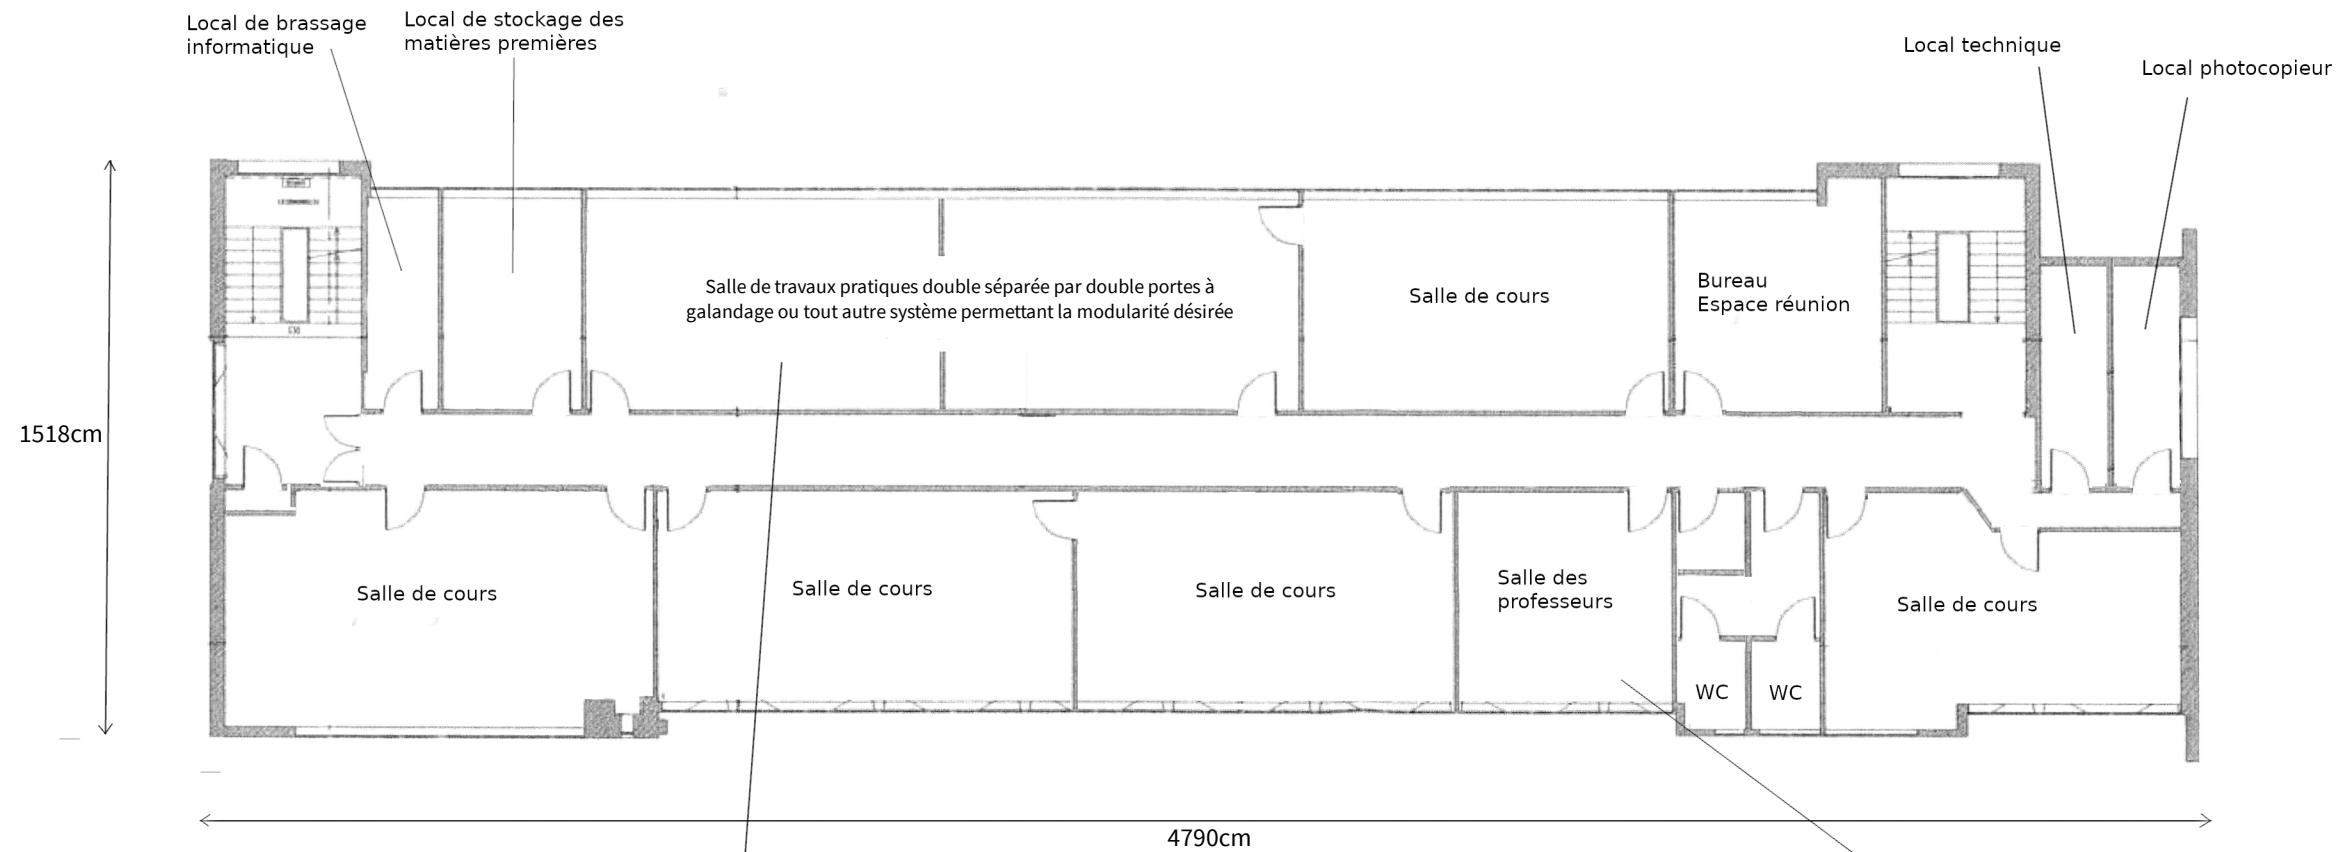 Local de brassage
informatique
Local de stockage des
matières premières
Local technique
Local photocopieur
Salle de travaux pratiques double séparée par double portes à
galandage ou tout autre système permettant la modularité désirée
Salle de cours
Bureau
Espace réunion
1518cm
Salle de cours
Salle de cours
Salle de cours
Salle des
professeurs
Salle de cours
WC
WC
4790cm